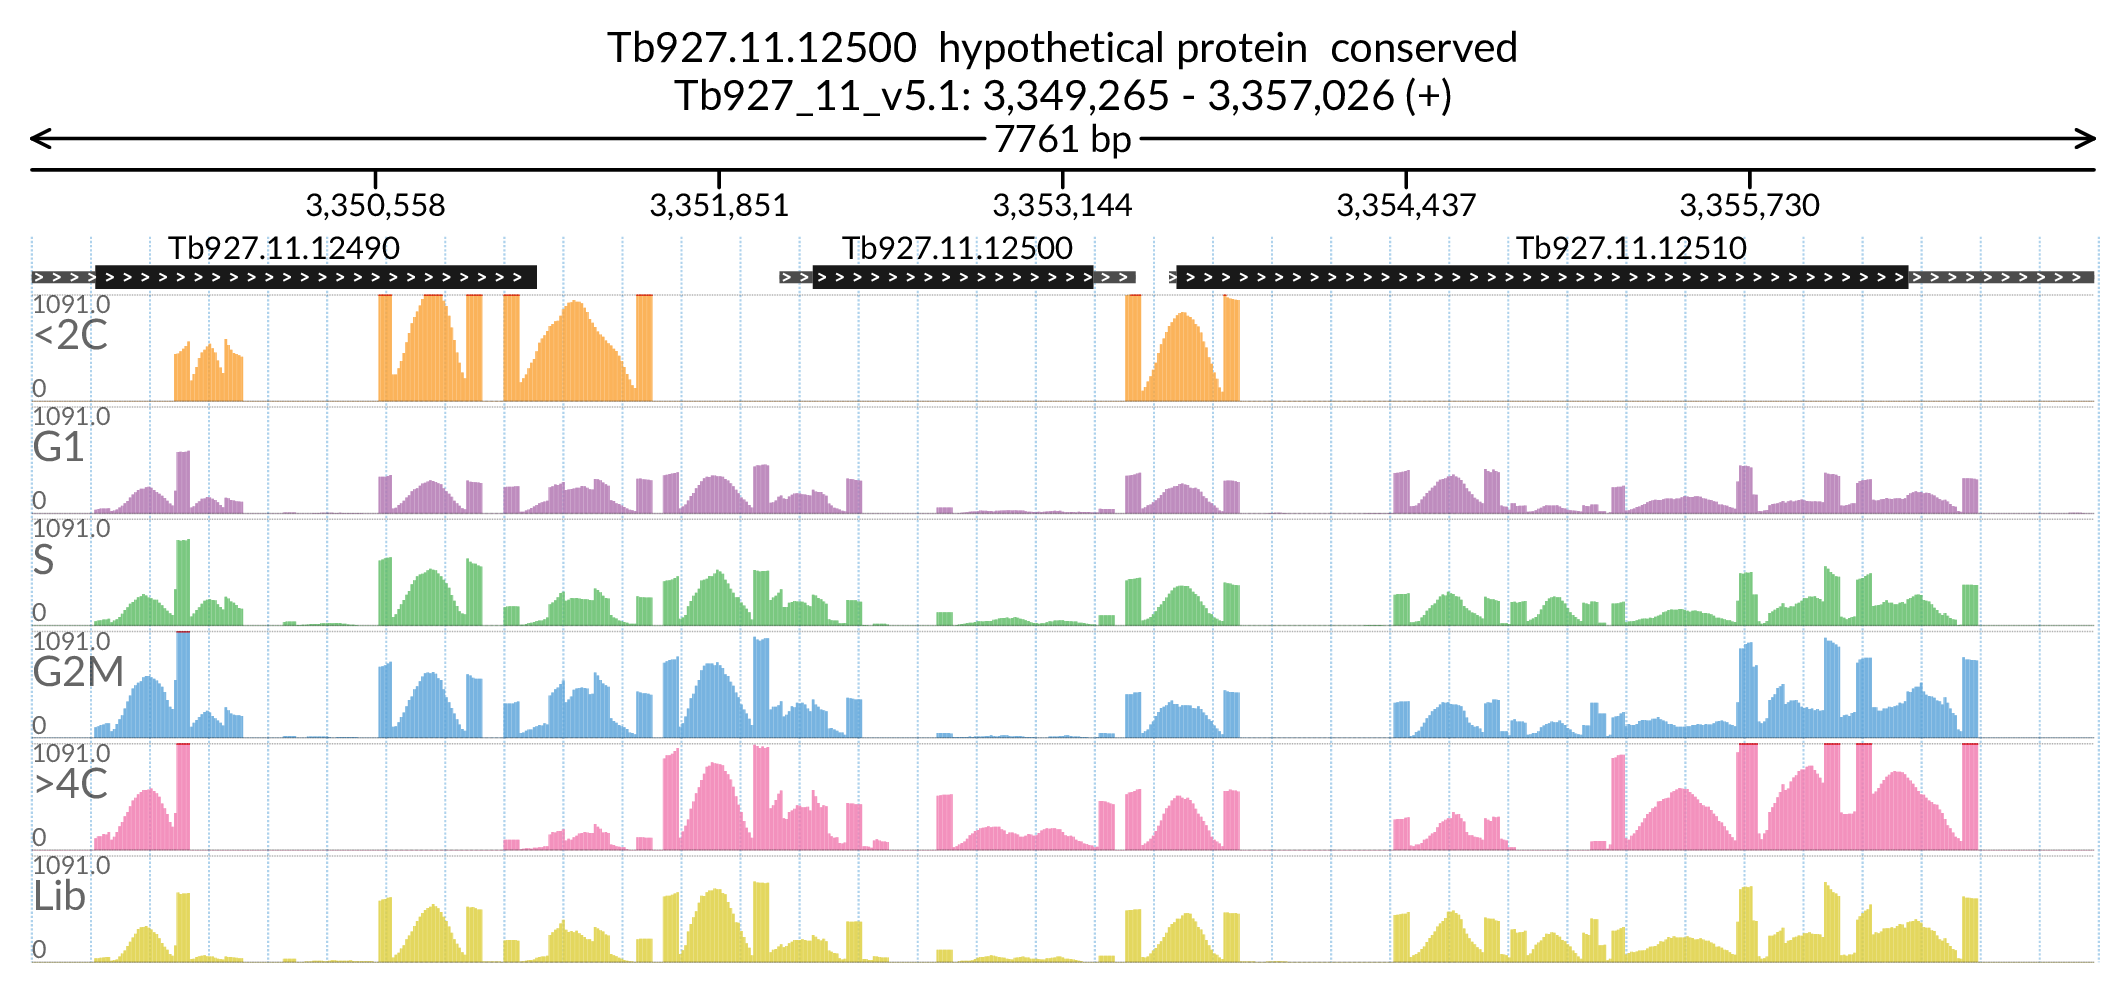 Tb927.11.12500  hypothetical protein  conserved
Tb927_11_v5.1: 3,349,265 - 3,357,026 (+)
7761 bp
3,350,558 3,351,851 3,353,144 3,354,437 3,355,730
Tb927.11.12490 Tb927.11.12500 Tb927.11.12510
1091.0
<2C
0
1091.0
G1
0
1091.0
S
0
1091.0
G2M
0
1091.0
>4C
0
1091.0
Lib
0